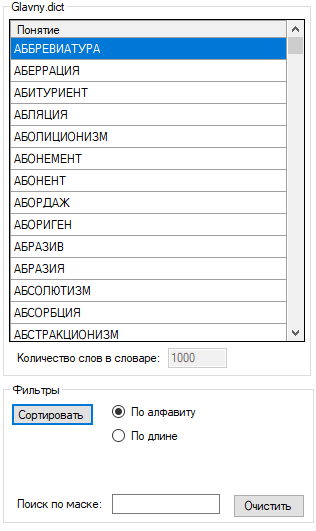 Glavny.dict
Понятие
АББРЕВИАТУРА
АБЕРРАЦИЯ
АБИТУРИЕНТ
АБЛЯЦИЯ
АБОЛИЦИОНИЗМ
АБОНЕМЕНТ
АБОНЕНТ
АБОРДАЖ
АБОРИГЕН
АБРАЗИВ
АБРАЗИЯ
АБСОЛЮТИЗМ
АБСОРБЦИЯ
АБСТРАКЦИОНИЗМ
Количество слов в словаре: 1000
Фильтры
Сортировать
По алфавиту
По длине
Поиск по маске:
Очистить